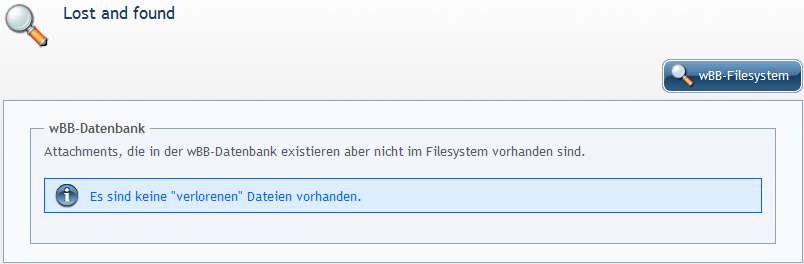 Lost and found
wBB-Filesystem
wBB-Datenbank
Attachments, die in der wBB-Datenbank existieren aber nicht im Filesystem vorhanden sind.
Es sind keine "verlorenen" Dateien vorhanden.